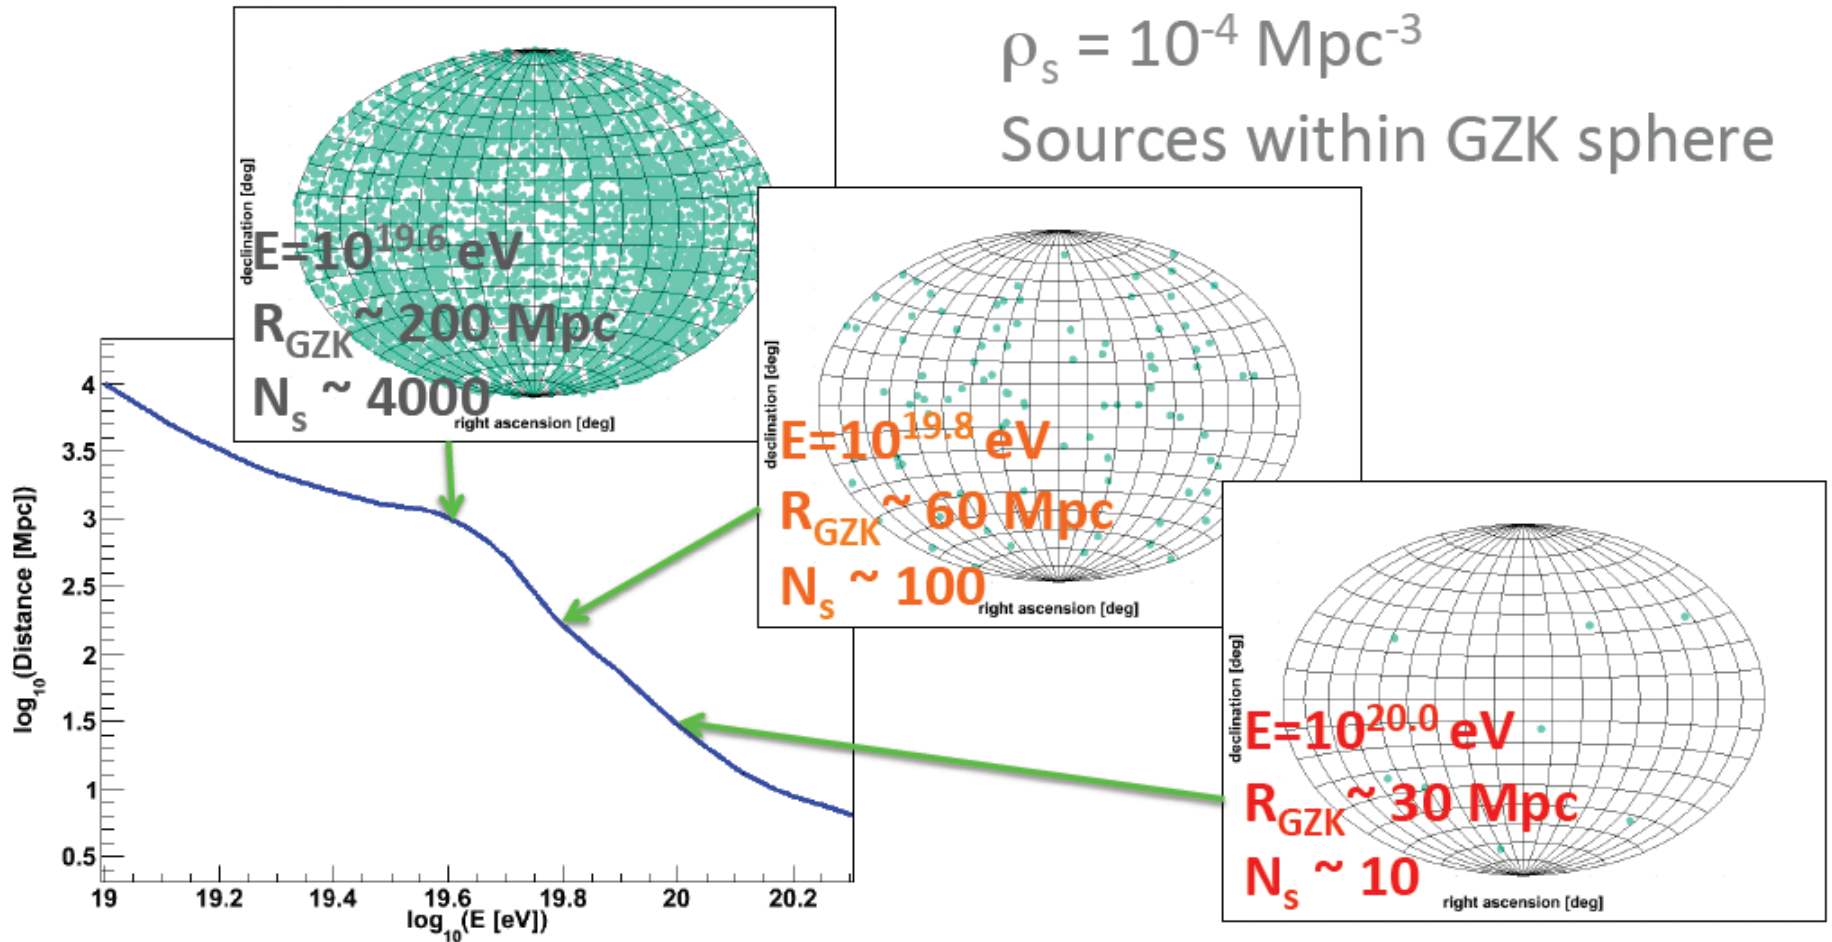 ρₛ = 10⁻⁴ Mpc⁻³
Sources within GZK sphere
declination [deg]
E=10¹⁹·⁶ eV
R_GZK ~ 200 Mpc
Nₛ ~ 4000
right ascension [deg]
declination [deg]
E=10¹⁹·⁸ eV
R_GZK ~ 60 Mpc
Nₛ ~ 100
right ascension [deg]
declination [deg]
E=10²⁰·⁰ eV
R_GZK ~ 30 Mpc
Nₛ ~ 10
right ascension [deg]
log₁₀(Distance [Mpc])
4
3.5
3
2.5
2
1.5
1
0.5
19 19.2 19.4 19.6 19.8 20 20.2
log₁₀(E [eV])